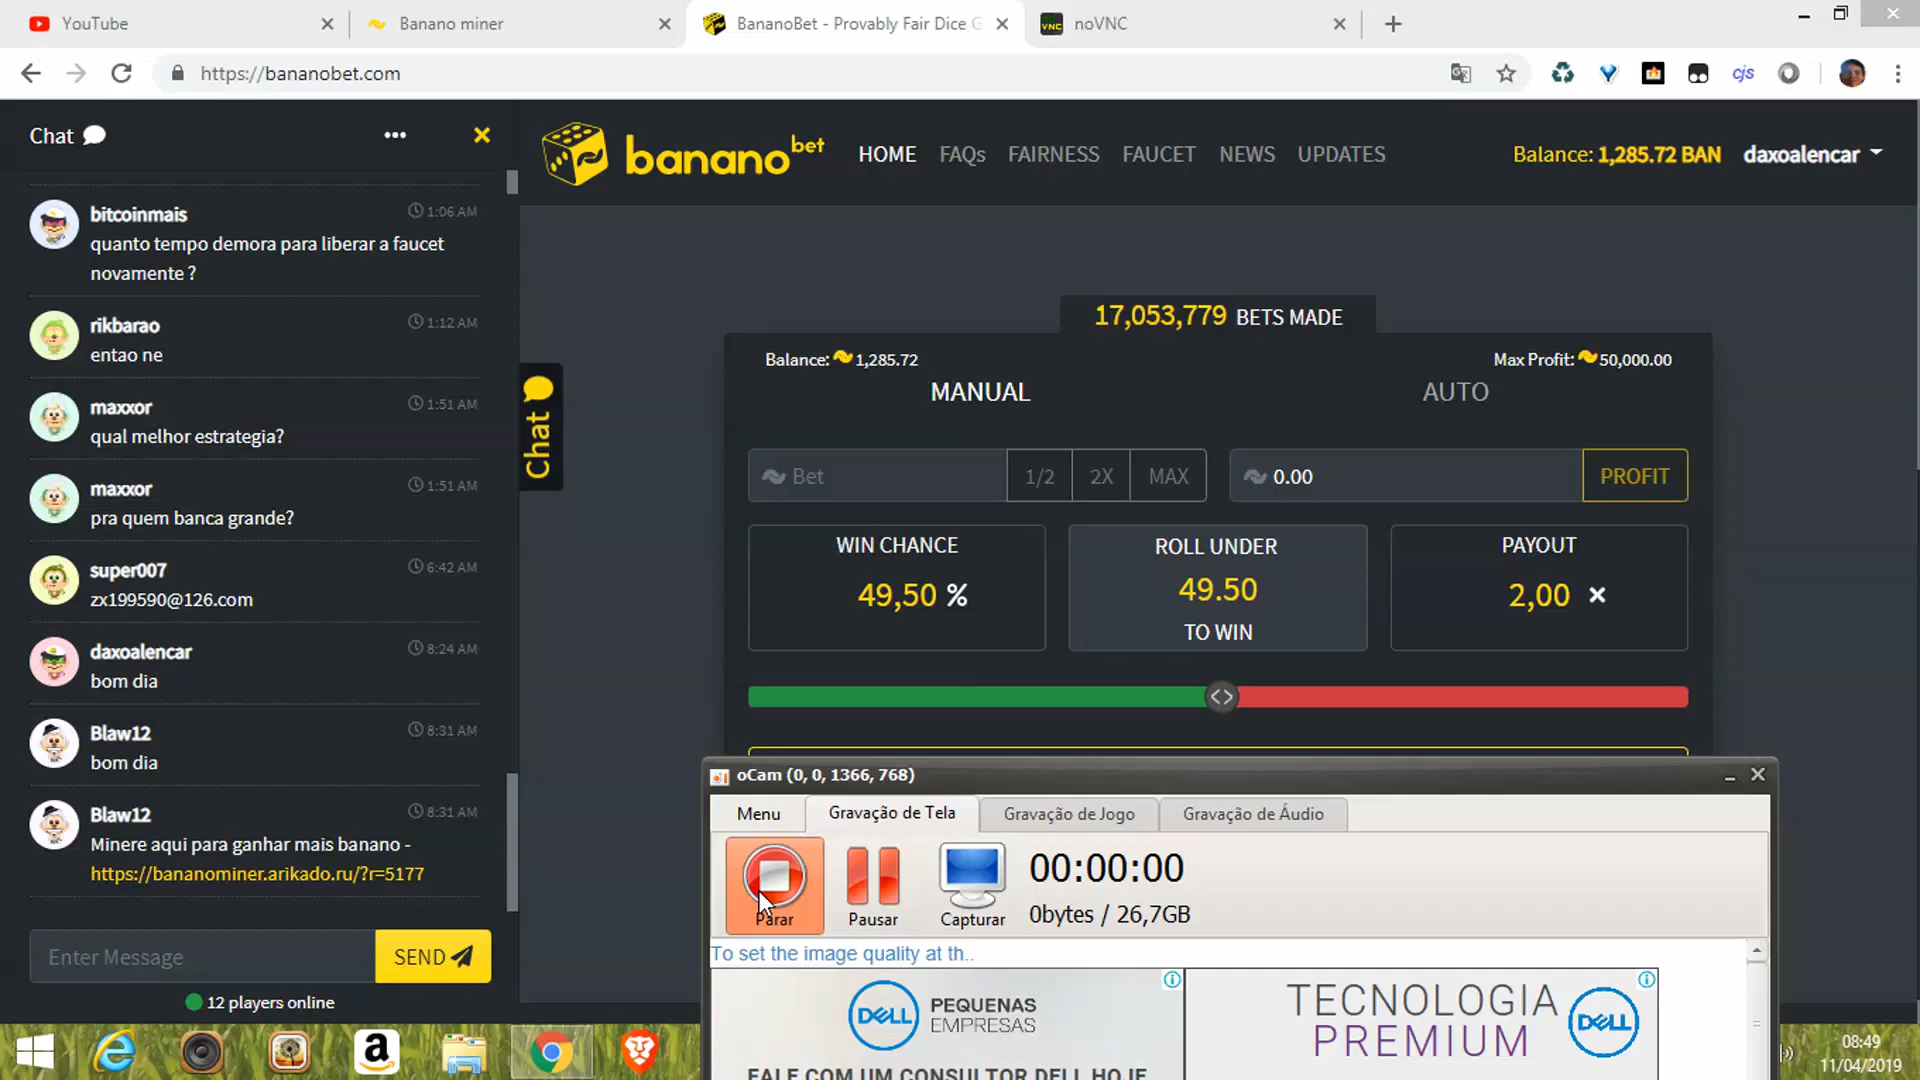 YouTube
Banano miner
BananoBet - Provably Fair Dice G
noVNC
https://bananobet.com
cjs
Chat
bitcoinmais
1:06 AM
quanto tempo demora para liberar a faucet
novamente ?
rikbarao
1:12 AM
entao ne
maxxor
1:51 AM
qual melhor estrategia?
maxxor
1:51 AM
pra quem banca grande?
super007
6:42 AM
zx199590@126.com
daxoalencar
8:24 AM
bom dia
Blaw12
8:31 AM
bom dia
Blaw12
8:31 AM
Minere aqui para ganhar mais banano -
https://bananominer.arikado.ru/?r=5177
Enter Message
SEND
12 players online
Chat
banano bet
HOME
FAQs
FAIRNESS
FAUCET
NEWS
UPDATES
Balance: 1,285.72 BAN
daxoalencar
17,053,779 BETS MADE
Balance: 1,285.72
Max Profit: 50,000.00
MANUAL
AUTO
Bet
1/2
2X
MAX
0.00
PROFIT
WIN CHANCE
49,50 %
ROLL UNDER
49.50
TO WIN
PAYOUT
2,00 ×
oCam (0, 0, 1366, 768)
Menu
Gravação de Tela
Gravação de Jogo
Gravação de Áudio
Parar
Pausar
Capturar
00:00:00
0bytes / 26,7GB
To set the image quality at th..
DELL
PEQUENAS
EMPRESAS
FALE COM UM CONSULTOR DELL HOJE
TECNOLOGIA
PREMIUM
DELL
08:49
11/04/2019